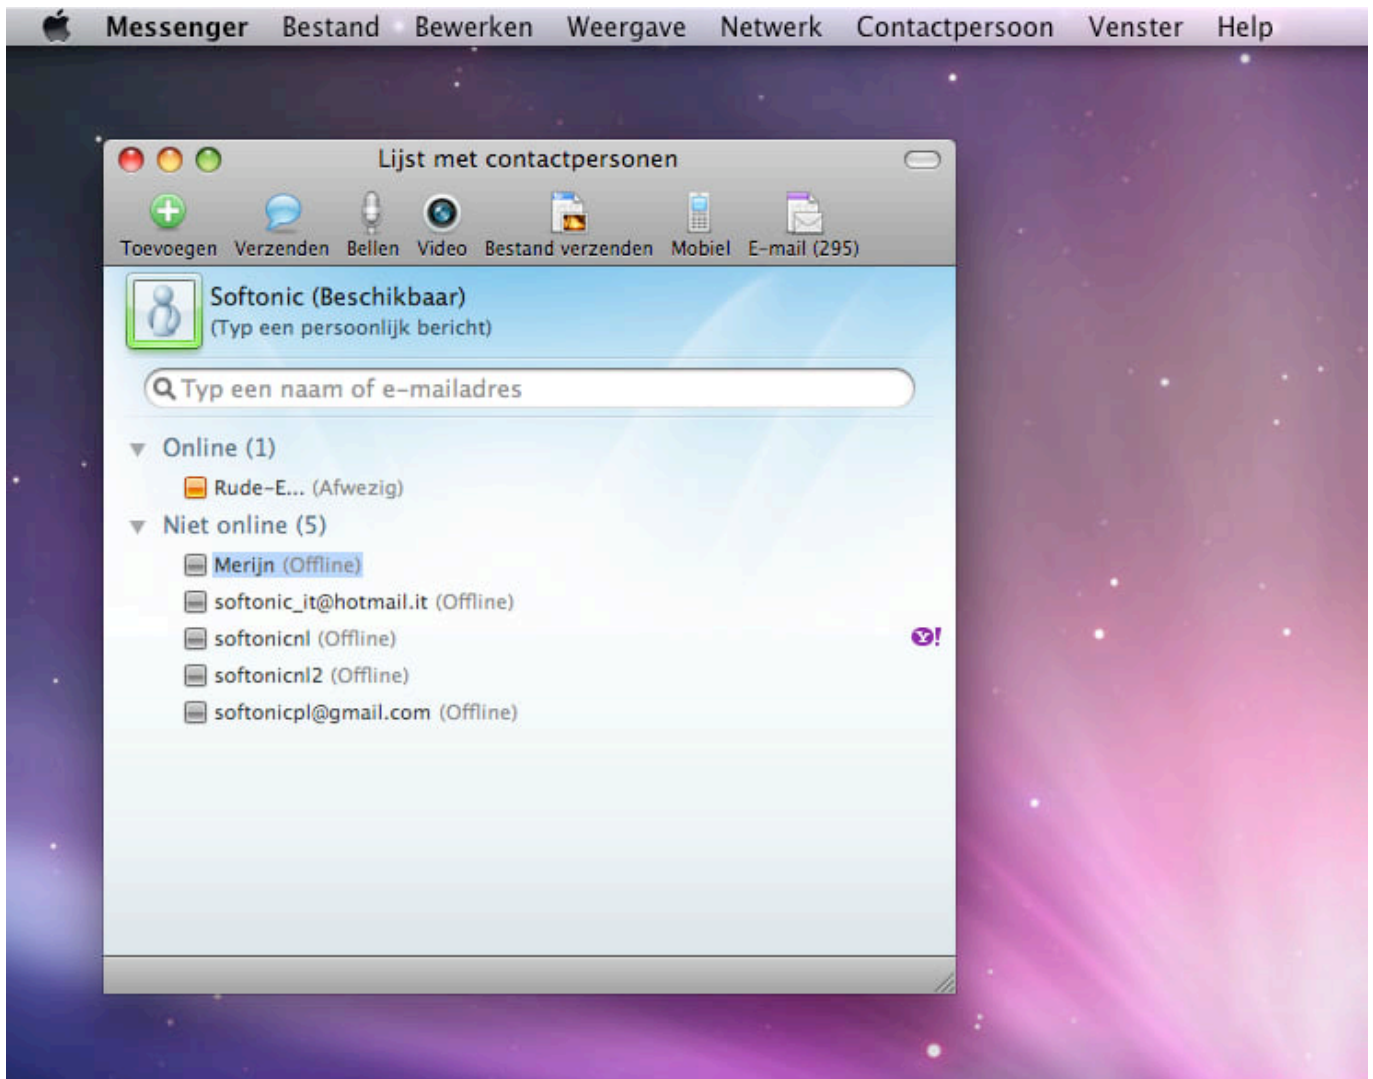 Messenger Bestand Bewerken Weergave Netwerk Contactpersoon Venster Help
Lijst met contactpersonen
Toevoegen Verzenden Bellen Video Bestand verzenden Mobiel E-mail (295)
Softonic (Beschikbaar)
(Typ een persoonlijk bericht)
Typ een naam of e-mailadres
Online (1)
Rude-E... (Afwezig)
Niet online (5)
Merijn (Offline)
softonic_it@hotmail.it (Offline)
softonicnl (Offline) Y!
softonicnl2 (Offline)
softonicpl@gmail.com (Offline)